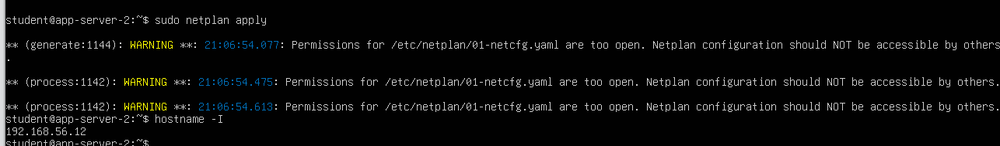 student@app-server-2:~$ sudo netplan apply
** (generate:1144): WARNING **: 21:06:54.077: Permissions for /etc/netplan/01-netcfg.yaml are too open. Netplan configuration should NOT be accessible by others
.
** (process:1142): WARNING **: 21:06:54.475: Permissions for /etc/netplan/01-netcfg.yaml are too open. Netplan configuration should NOT be accessible by others.
** (process:1142): WARNING **: 21:06:54.613: Permissions for /etc/netplan/01-netcfg.yaml are too open. Netplan configuration should NOT be accessible by others.
student@app-server-2:~$ hostname -I
192.168.56.12
student@app-server-2:~$